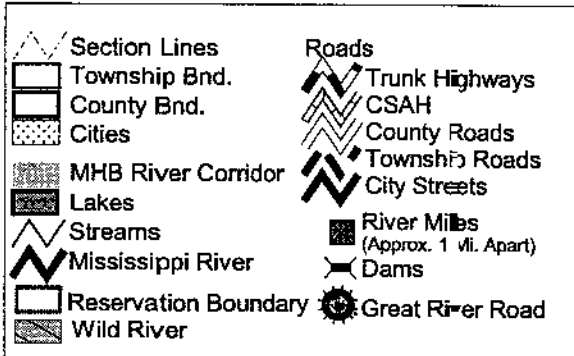 Section Lines
Township Bnd.
County Bnd.
Cities
MHB River Corridor
Lakes
Streams
Mississippi River
Reservation Boundary
Wild River
Roads
Trunk Highways
CSAH
County Roads
Township Roads
City Streets
River Miles
(Approx. 1 Mi. Apart)
Dams
Great River Road